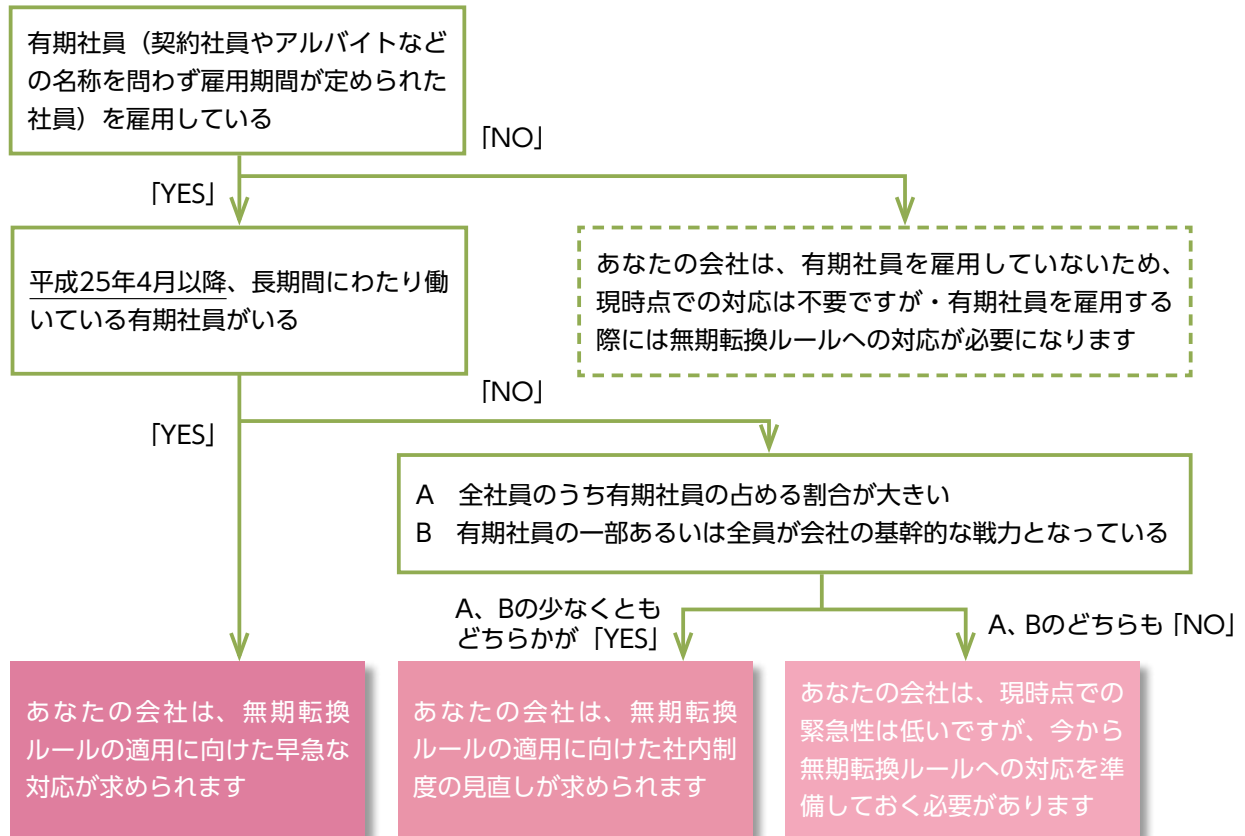 有期社員（契約社員やアルバイトなど
の名称を問わず雇用期間が定められた
社員）を雇用している
「NO」
「YES」
平成25年4月以降、長期間にわたり働
いている有期社員がいる
あなたの会社は、有期社員を雇用していないため、
現時点での対応は不要ですが・有期社員を雇用する
際には無期転換ルールへの対応が必要になります
「NO」
「YES」
A　全社員のうち有期社員の占める割合が大きい
B　有期社員の一部あるいは全員が会社の基幹的な戦力となっている
A、Bの少なくとも
どちらかが「YES」
A、Bのどちらも「NO」
あなたの会社は、無期転換
ルールの適用に向けた早急な
対応が求められます
あなたの会社は、無期転換
ルールの適用に向けた社内制
度の見直しが求められます
あなたの会社は、現時点での
緊急性は低いですが、今から
無期転換ルールへの対応を準
備しておく必要があります